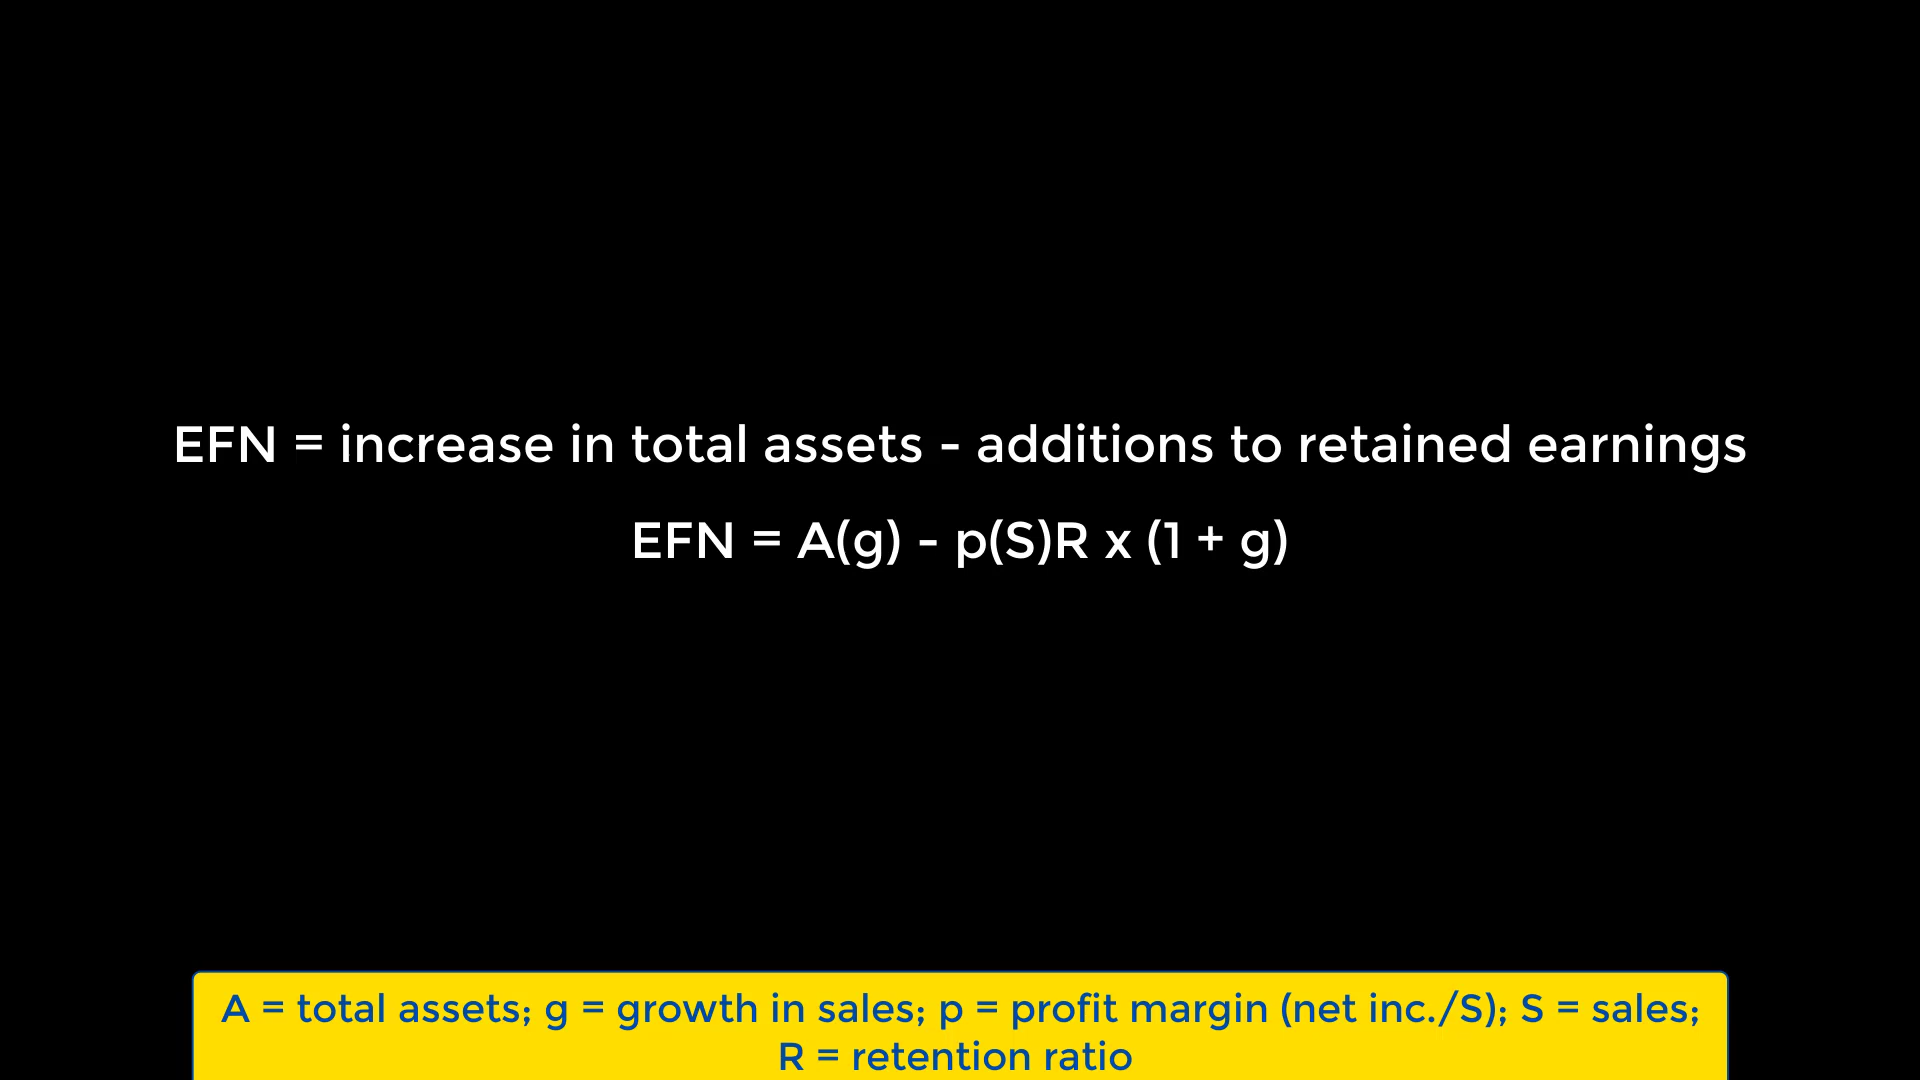 EFN = increase in total assets - additions to retained earnings
EFN = A(g) - p(S)R x (1 + g)
A = total assets; g = growth in sales; p = profit margin (net inc./S); S = sales;
R = retention ratio